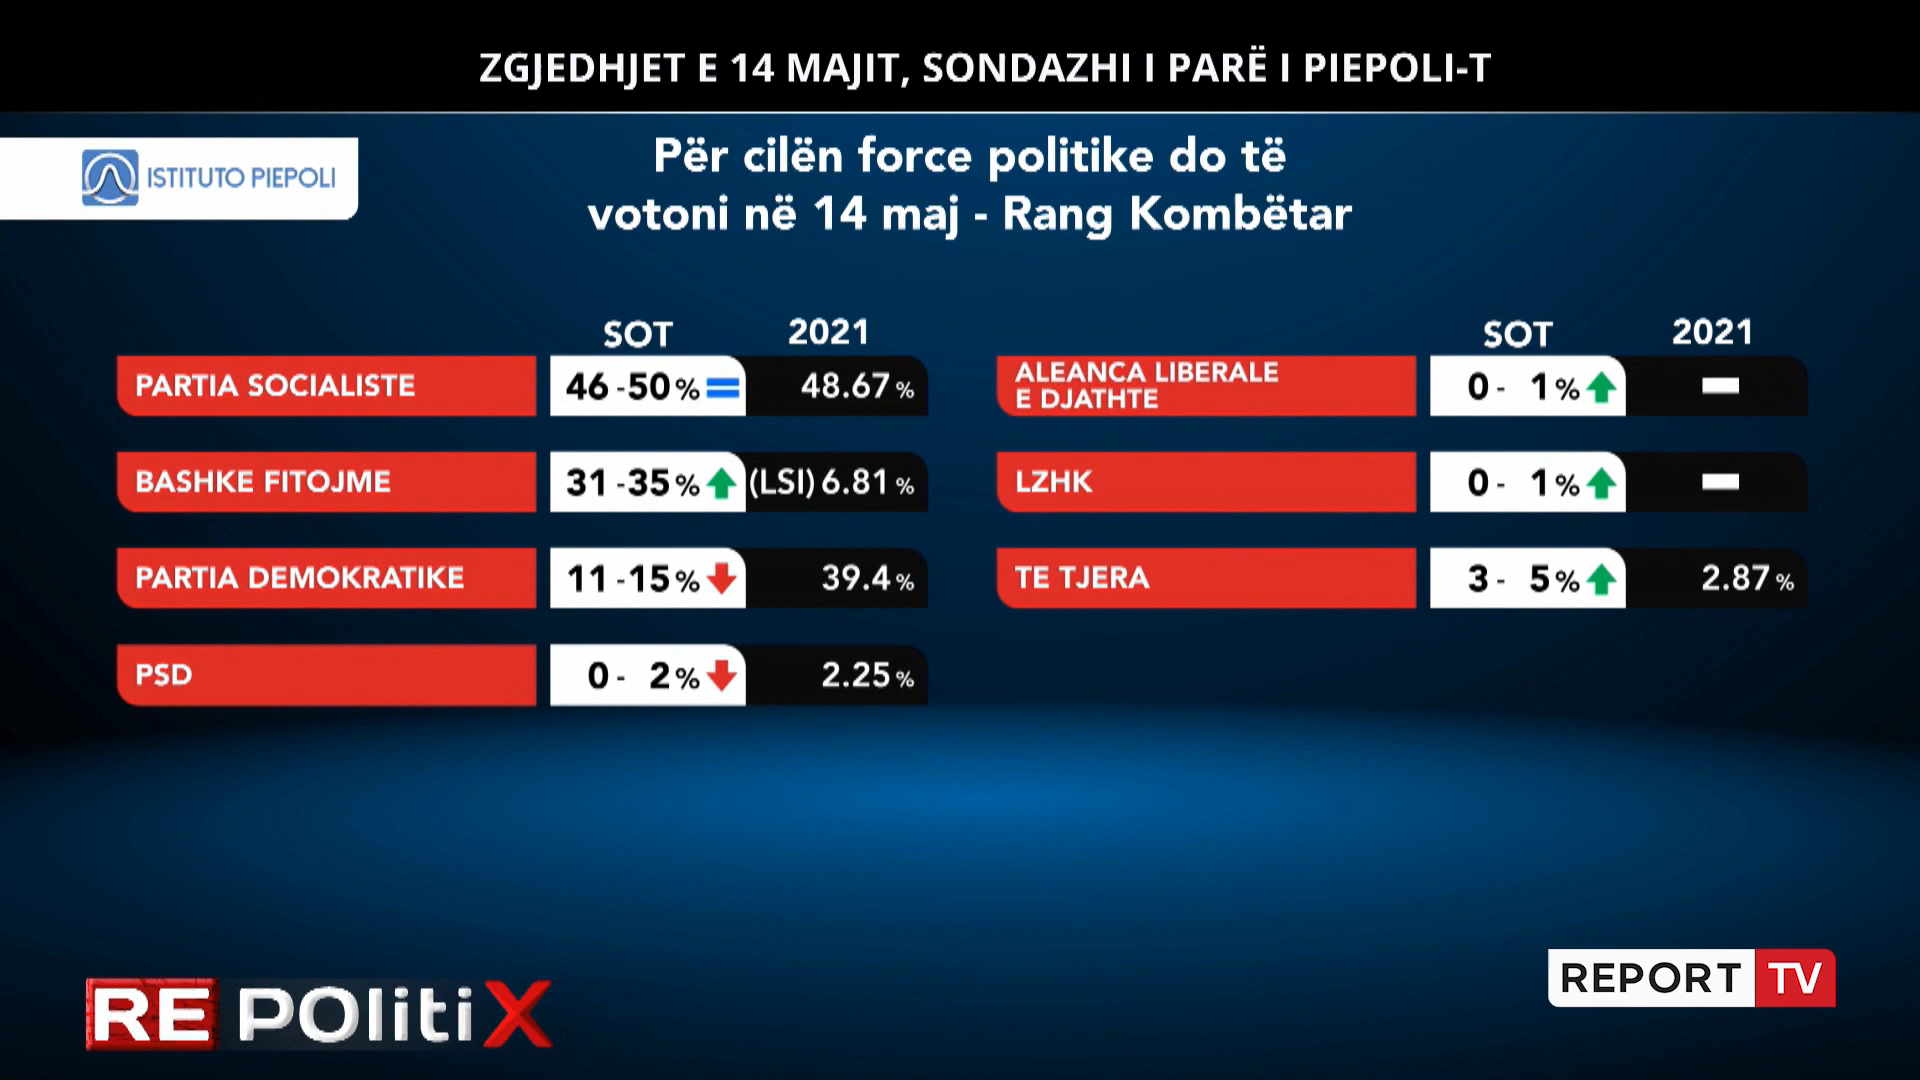 ZGJEDHJET E 14 MAJIT, SONDAZHI I PARË I PIEPOLI-T
ISTITUTO PIEPOLI
Për cilën force politike do të
votoni në 14 maj - Rang Kombëtar
SOT 2021
PARTIA SOCIALISTE 46 -50% 48.67 %
BASHKE FITOJME 31 -35% (LSI) 6.81 %
PARTIA DEMOKRATIKE 11 -15% 39.4 %
PSD 0 - 2% 2.25 %
SOT 2021
ALEANCA LIBERALE
E DJATHTE 0 - 1% —
LZHK 0 - 1% —
TE TJERA 3 - 5% 2.87 %
REPOlitiX
REPORT TV